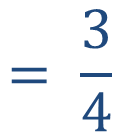 = 3/4